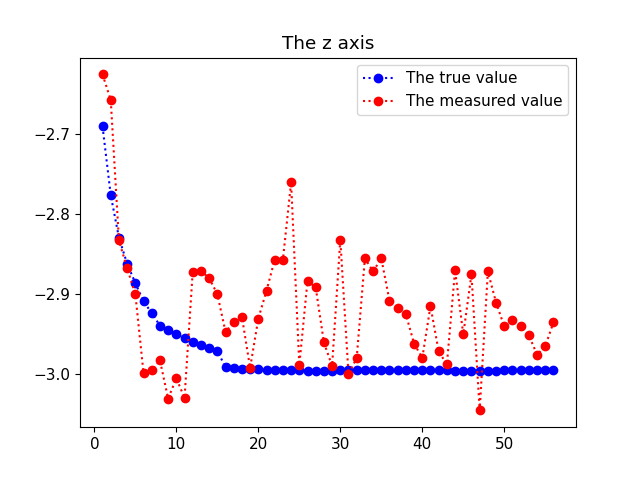 The z axis
The true value
The measured value
−2.7
−2.8
−2.9
−3.0
0 10 20 30 40 50